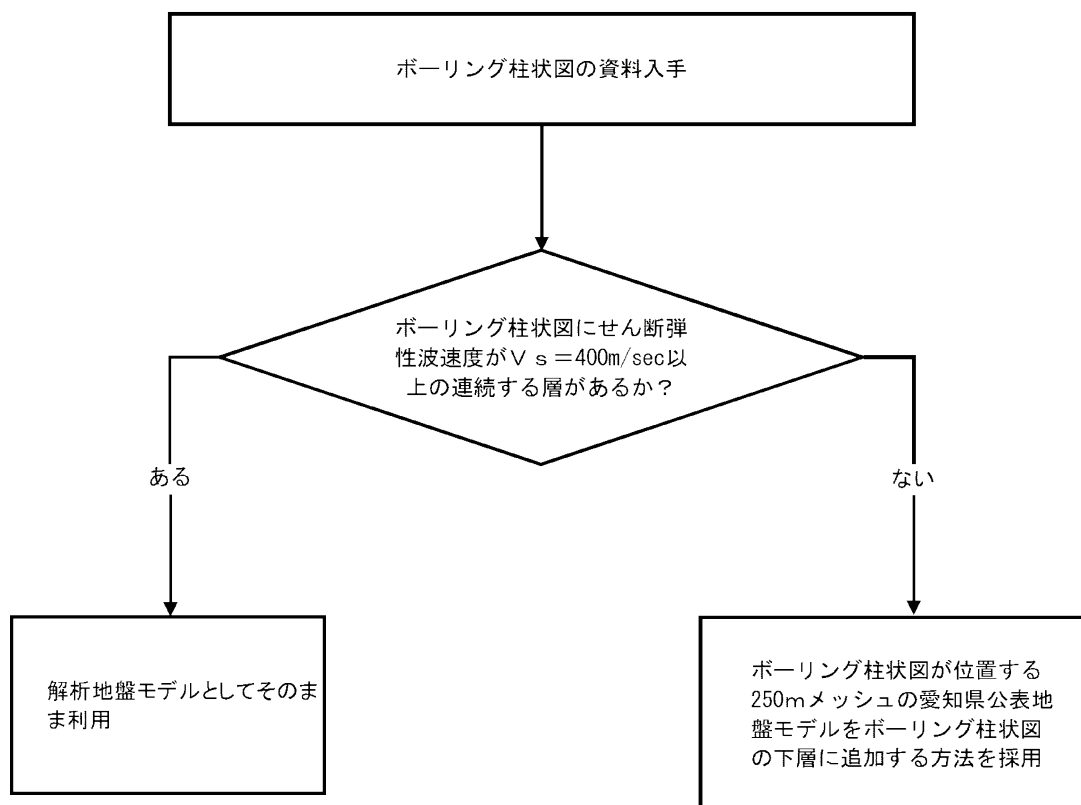 ボーリング柱状図の資料入手
ボーリング柱状図にせん断弾
性波速度がVs=400m/sec以
上の連続する層があるか?
ある
ない
解析地盤モデルとしてそのま
ま利用
ボーリング柱状図が位置する
250mメッシュの愛知県公表地
盤モデルをボーリング柱状図
の下層に追加する方法を採用